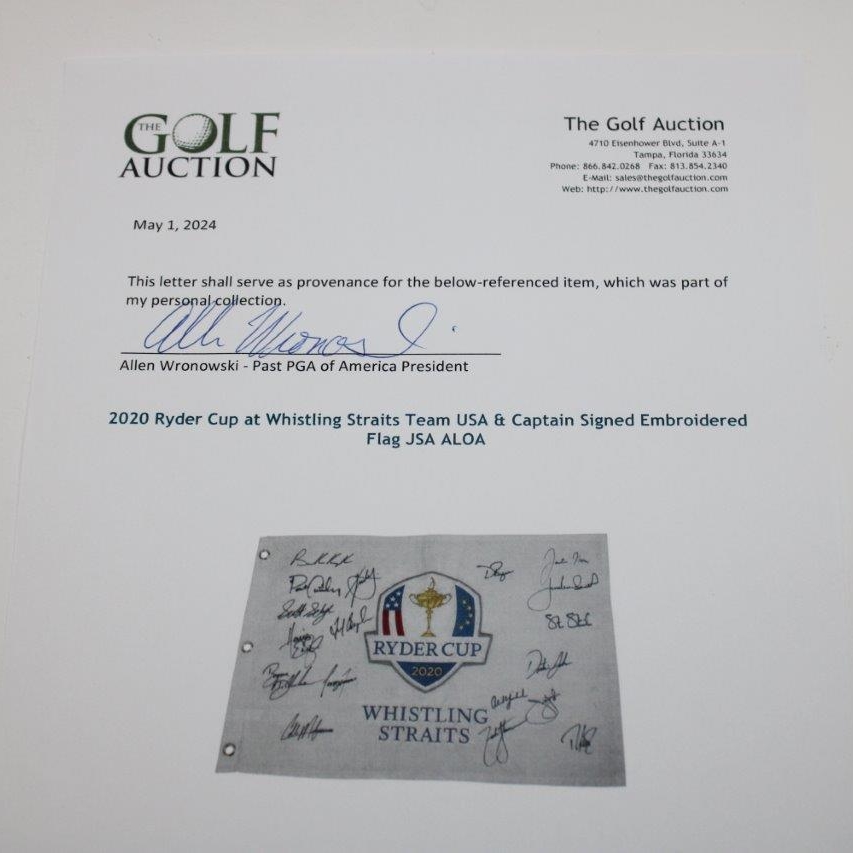 THE GOLF
AUCTION
The Golf Auction
4710 Eisenhower Blvd, Suite A-1
Tampa, Florida 33634
Phone: 866.842.0268 Fax: 813.854.2340
E-Mail: sales@thegolfauction.com
Web: http://www.thegolfauction.com
May 1, 2024
This letter shall serve as provenance for the below-referenced item, which was part of
my personal collection.
Allen Wronowski
Allen Wronowski - Past PGA of America President
2020 Ryder Cup at Whistling Straits Team USA & Captain Signed Embroidered
Flag JSA ALOA
RYDER CUP
2020
WHISTLING
STRAITS